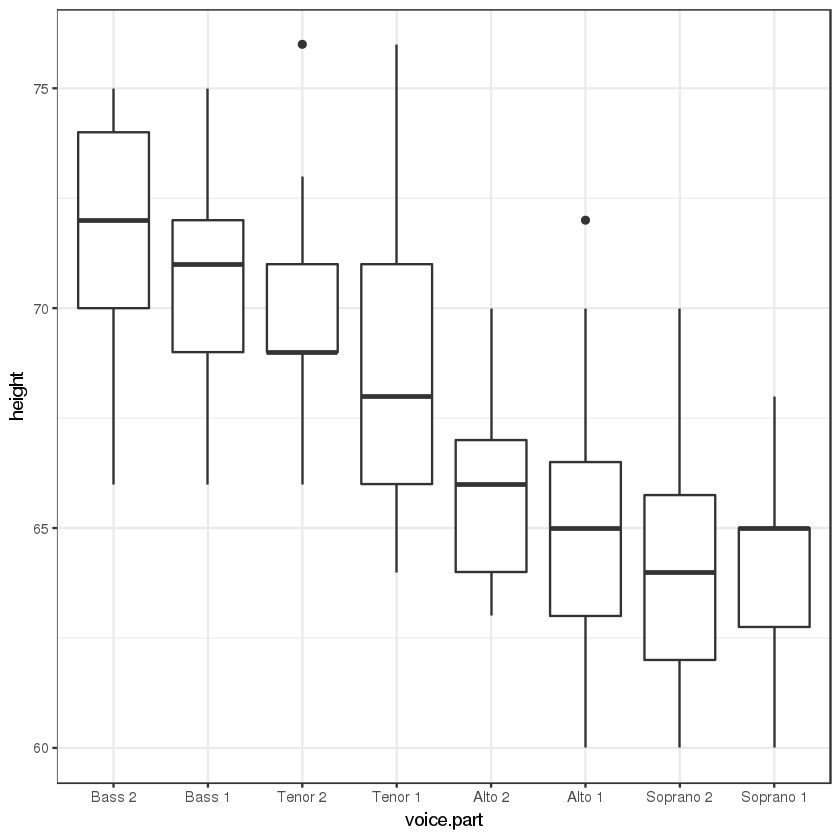 height
75
70
65
60
Bass 2 Bass 1 Tenor 2 Tenor 1 Alto 2 Alto 1 Soprano 2 Soprano 1
voice.part